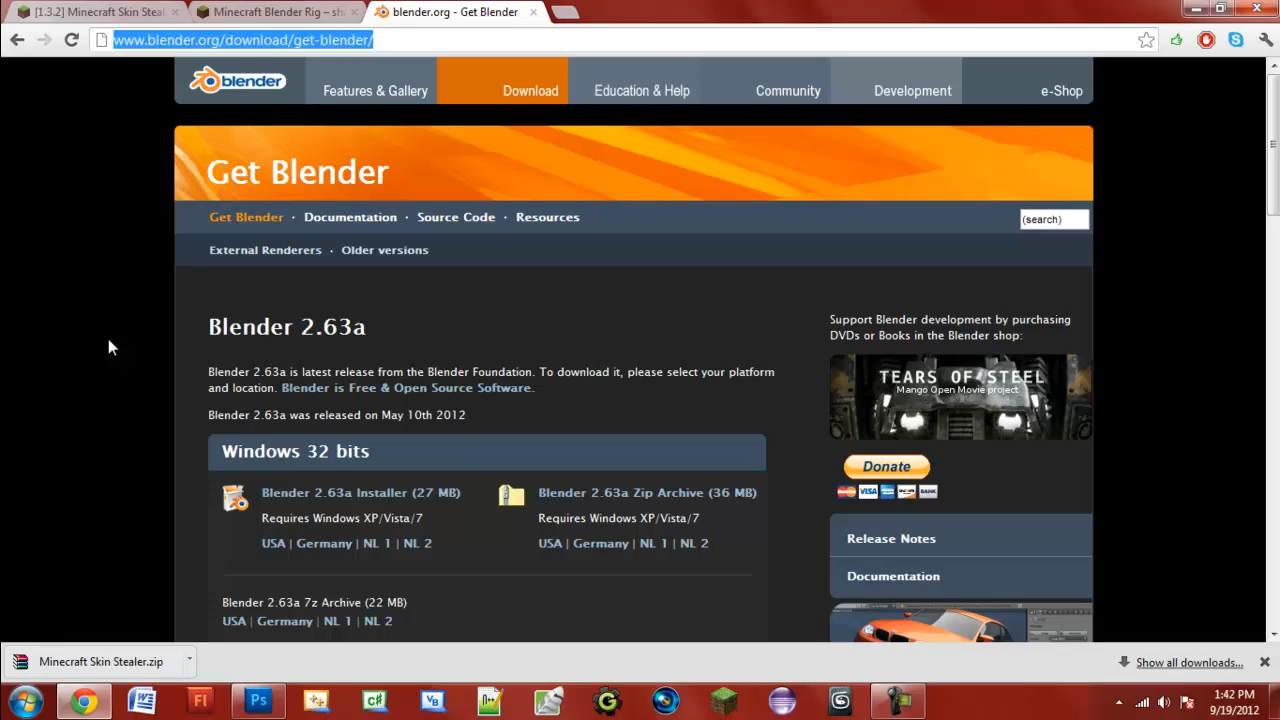 [1.3.2] Minecraft Skin Steal
Minecraft Blender Rig – sh
blender.org - Get Blender
www.blender.org/download/get-blender/
blender
Features & Gallery
Download
Education & Help
Community
Development
e-Shop
Get Blender
Get Blender · Documentation · Source Code · Resources
(search)
External Renderers · Older versions
Blender 2.63a
Blender 2.63a is latest release from the Blender Foundation. To download it, please select your platform
and location. Blender is Free & Open Source Software.
Blender 2.63a was released on May 10th 2012
Windows 32 bits
Blender 2.63a Installer (27 MB)
Requires Windows XP/Vista/7
USA | Germany | NL 1 | NL 2
Blender 2.63a Zip Archive (36 MB)
Requires Windows XP/Vista/7
USA | Germany | NL 1 | NL 2
Blender 2.63a 7z Archive (22 MB)
USA | Germany | NL 1 | NL 2
Support Blender development by purchasing
DVDs or Books in the Blender shop:
TEARS OF STEEL
Mango Open Movie project
Donate
VISA
BANK
Release Notes
Documentation
Minecraft Skin Stealer.zip
Show all downloads...
W
Fl
Ps
C#
VB
G
1:42 PM
9/19/2012